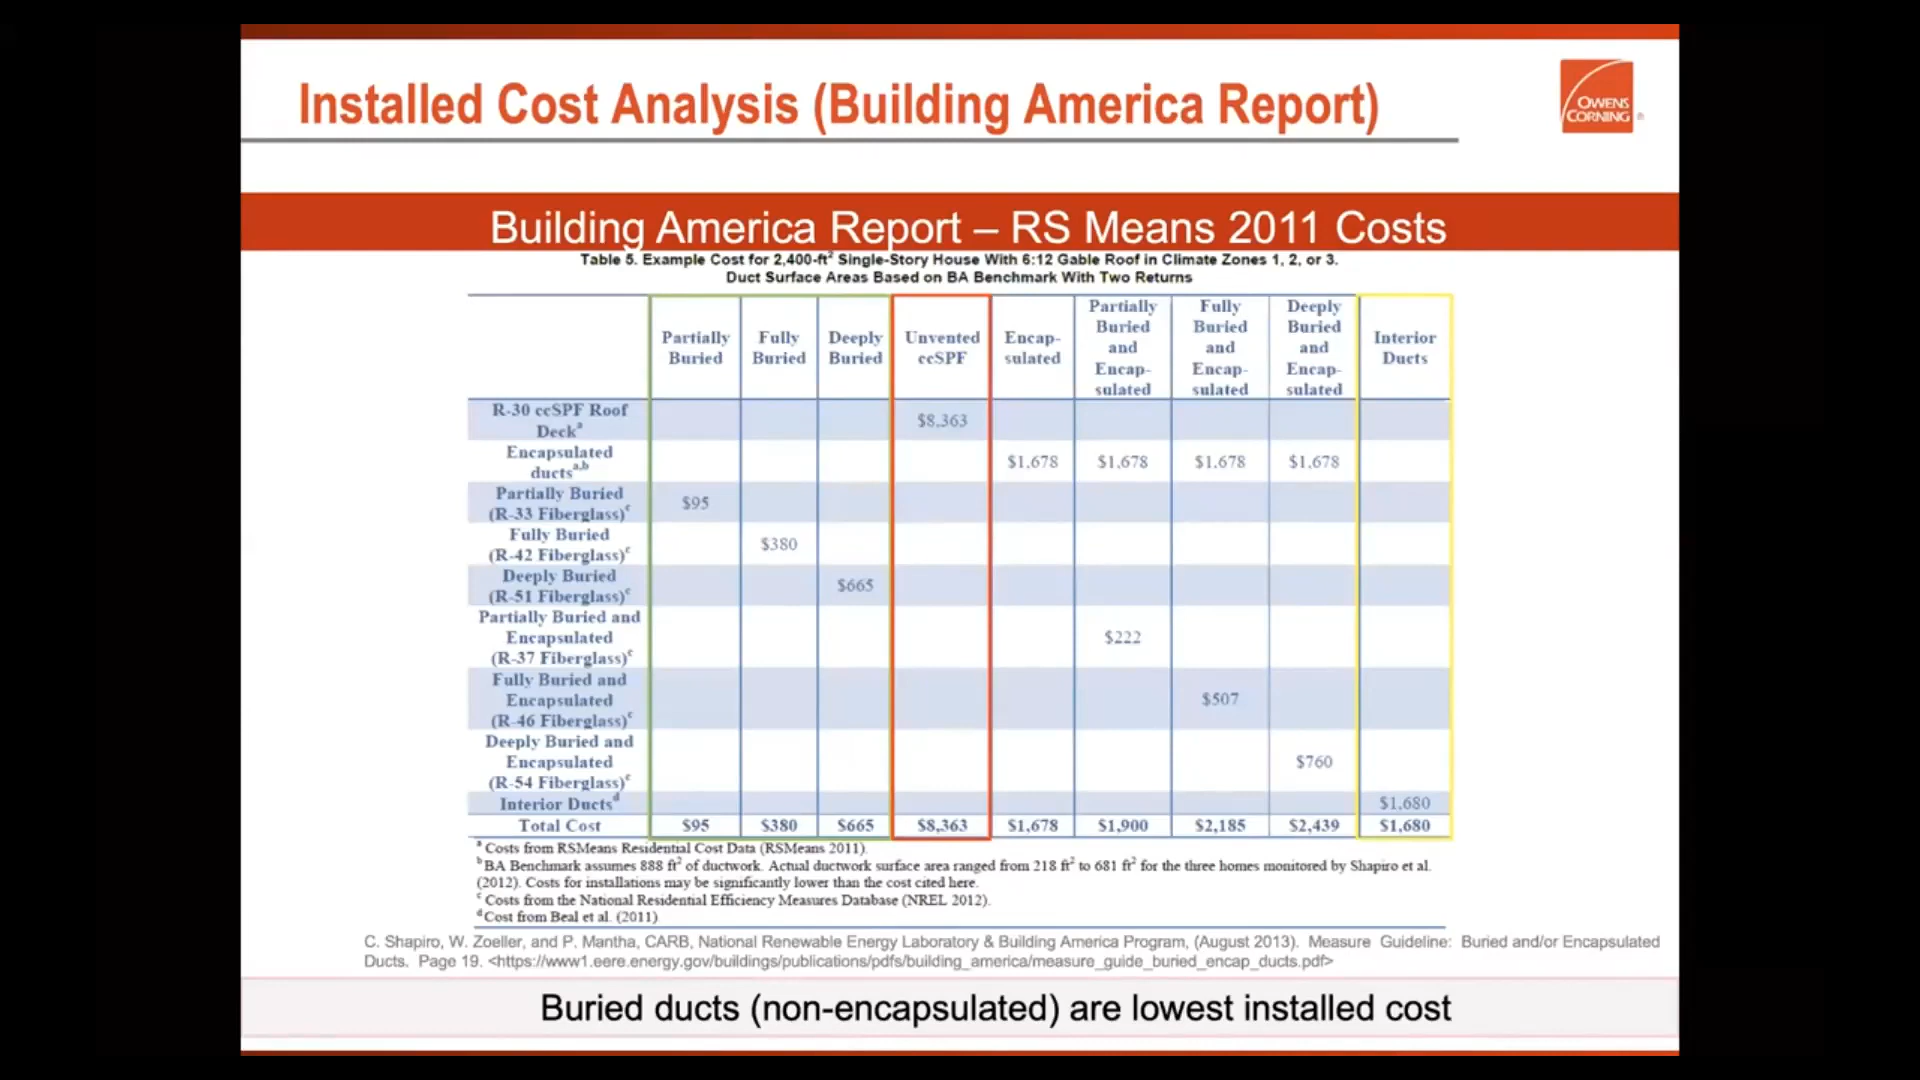 Installed Cost Analysis (Building America Report)
OWENS
CORNING ®
Building America Report – RS Means 2011 Costs
Table 5. Example Cost for 2,400-ft² Single-Story House With 6:12 Gable Roof in Climate Zones 1, 2, or 3.
Duct Surface Areas Based on BA Benchmark With Two Returns
Partially Buried Fully Buried Deeply Buried Unvented ccSPF Encap-sulated Partially Buried and Encap-sulated Fully Buried and Encap-sulated Deeply Buried and Encap-sulated Interior Ducts
R-30 ccSPF Roof
Deckᵃ $8,363
Encapsulated
ductsᵃ,ᵇ $1,678 $1,678 $1,678 $1,678
Partially Buried
(R-33 Fiberglass)ᶜ $95
Fully Buried
(R-42 Fiberglass)ᶜ $380
Deeply Buried
(R-51 Fiberglass)ᶜ $665
Partially Buried and
Encapsulated
(R-37 Fiberglass)ᶜ $222
Fully Buried and
Encapsulated
(R-46 Fiberglass)ᶜ $507
Deeply Buried and
Encapsulated
(R-54 Fiberglass)ᶜ $760
Interior Ductsᵈ $1,680
Total Cost $95 $380 $665 $8,363 $1,678 $1,900 $2,185 $2,439 $1,680
ᵃ Costs from RSMeans Residential Cost Data (RSMeans 2011).
ᵇ BA Benchmark assumes 888 ft² of ductwork. Actual ductwork surface area ranged from 218 ft² to 681 ft² for the three homes monitored by Shapiro et al.
(2012). Costs for installations may be significantly lower than the cost cited here.
ᶜ Costs from the National Residential Efficiency Measures Database (NREL 2012).
ᵈ Cost from Beal et al. (2011)
C. Shapiro, W. Zoeller, and P. Mantha, CARB, National Renewable Energy Laboratory & Building America Program, (August 2013). Measure Guideline: Buried and/or Encapsulated
Ducts. Page 19. <https://www1.eere.energy.gov/buildings/publications/pdfs/building_america/measure_guide_buried_encap_ducts.pdf>
Buried ducts (non-encapsulated) are lowest installed cost